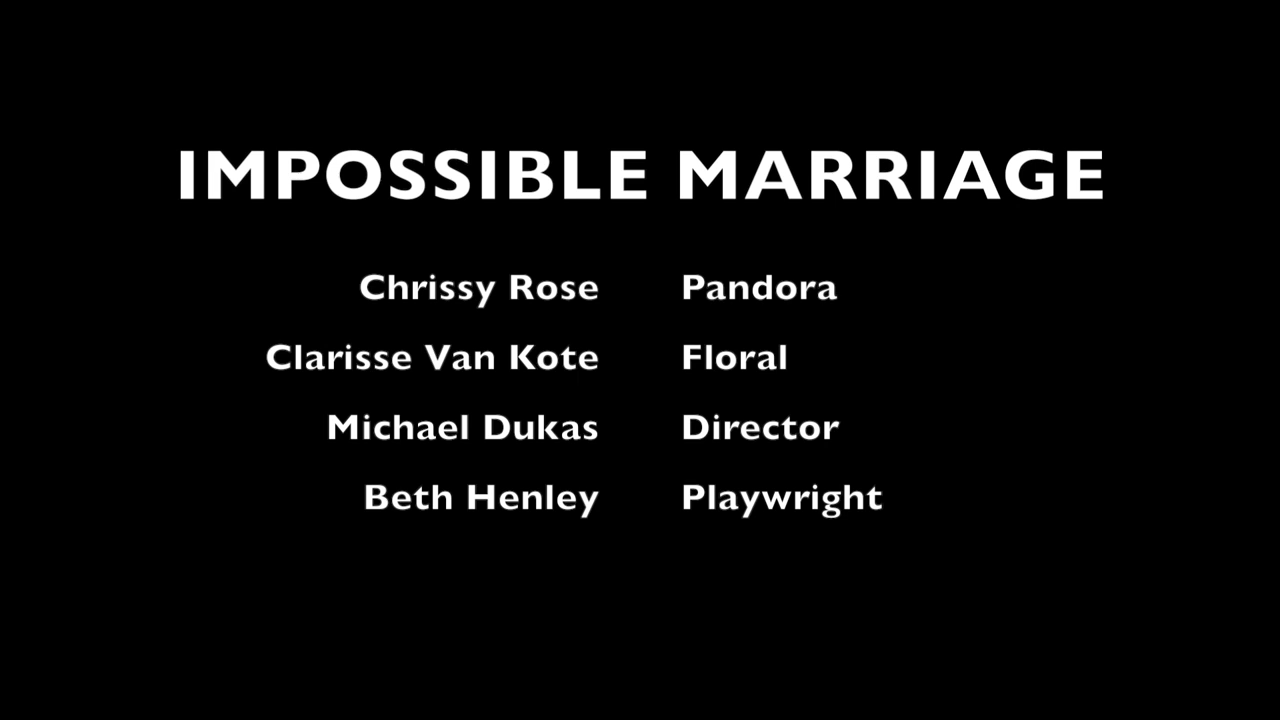 IMPOSSIBLE MARRIAGE
Chrissy Rose Pandora
Clarisse Van Kote Floral
Michael Dukas Director
Beth Henley Playwright